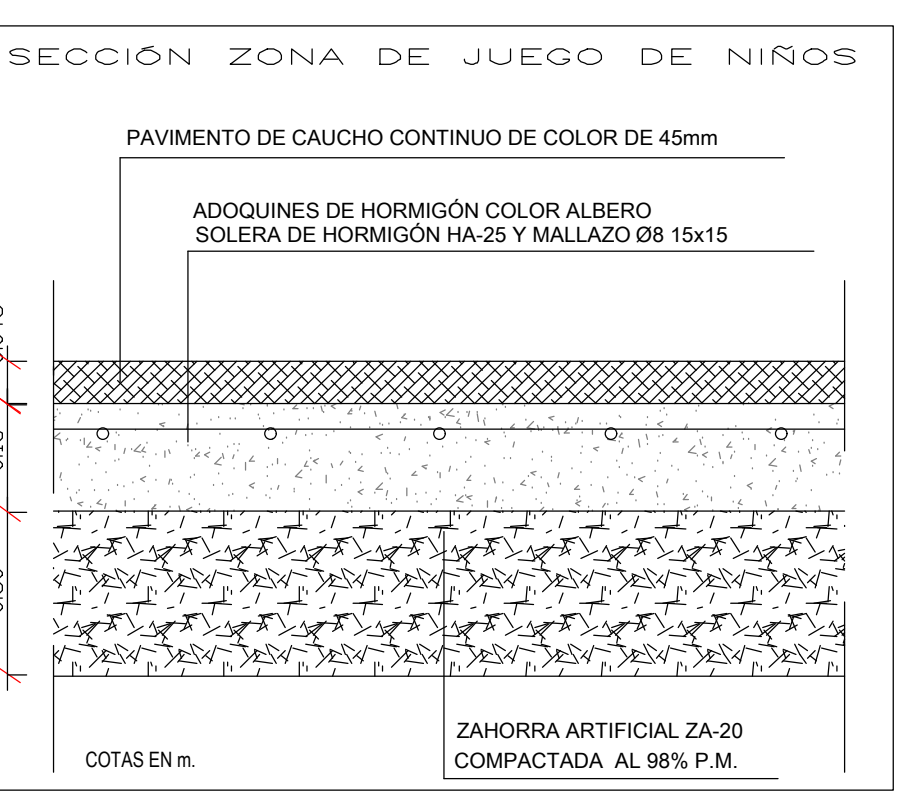 SECCIÓN ZONA DE JUEGO DE NIÑOS
PAVIMENTO DE CAUCHO CONTINUO DE COLOR DE 45mm
ADOQUINES DE HORMIGÓN COLOR ALBERO
SOLERA DE HORMIGÓN HA-25 Y MALLAZO Ø8 15x15
ZAHORRA ARTIFICIAL ZA-20
COMPACTADA AL 98% P.M.
COTAS EN m.